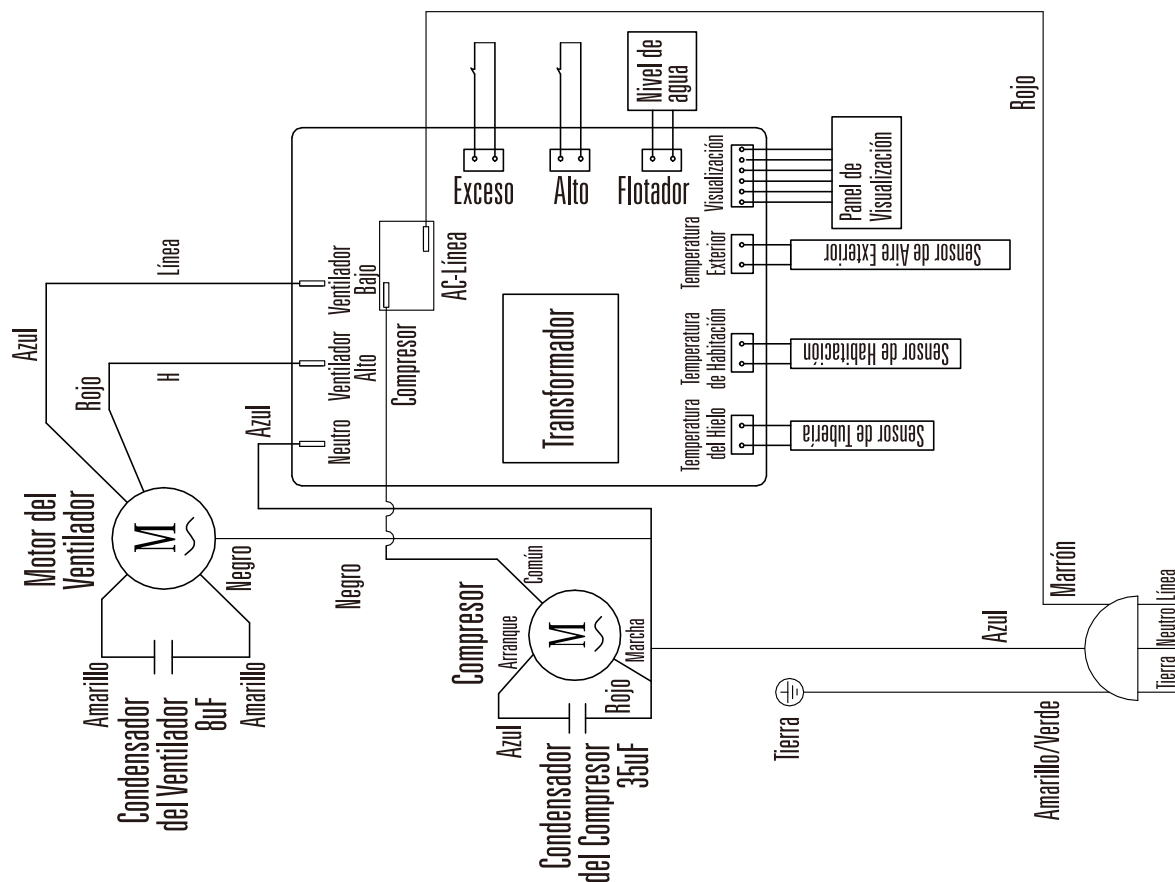 Línea
Azul
Rojo
H
Azul
Motor del
Ventilador
Negro
Amarillo
Amarillo
Condensador
del Ventilador
8uF
Neutro
Ventilador
Alto
Ventilador
Bajo
Compresor
AC-Línea
Exceso
Alto
Flotador
Nivel de
agua
Transformador
Visualización
Panel de
Visualización
Temperatura
Exterior
Sensor de Aire Exterior
Temperatura
de Habitación
Sensor de Habitación
Temperatura
del Hielo
Sensor de Tubería
Negro
Común
Compresor
Arranque
Marcha
Azul
Rojo
Condensador
del Compresor
35uF
Rojo
Marrón
Azul
Tierra
Amarillo/Verde
Línea
Neutro
Tierra
M
M